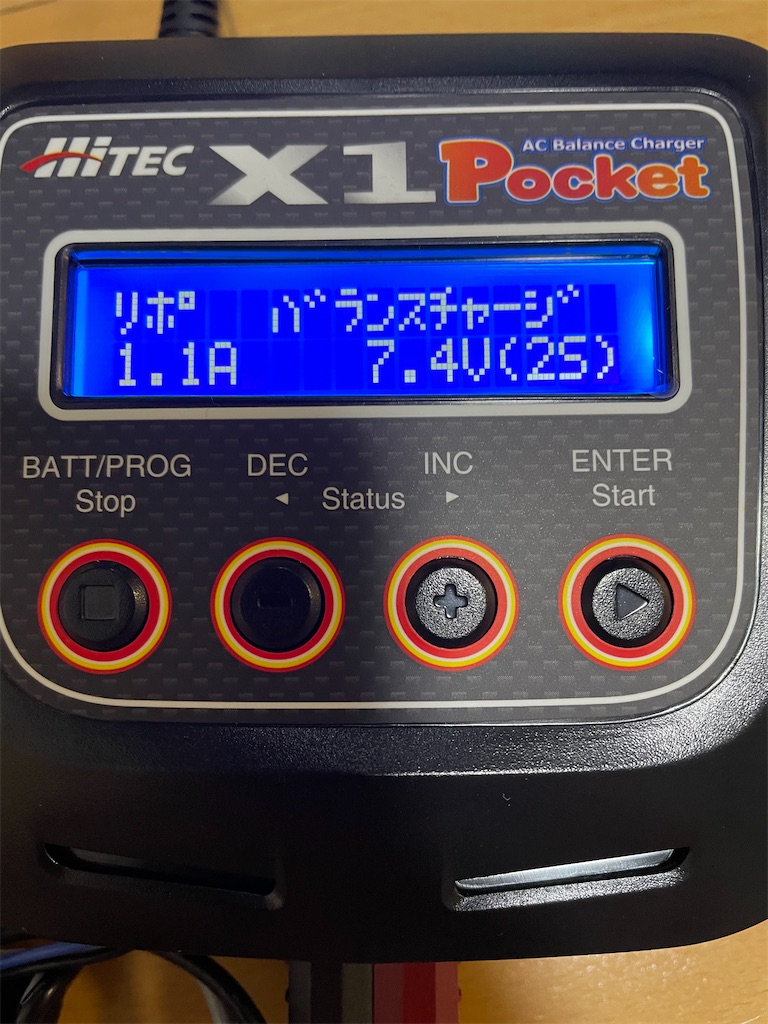 HiTEC X1 Pocket
AC Balance Charger
リポ バランスチャージ
1.1A 7.4V(2S)
BATT/PROG DEC INC ENTER
Stop ◄ Status ► Start